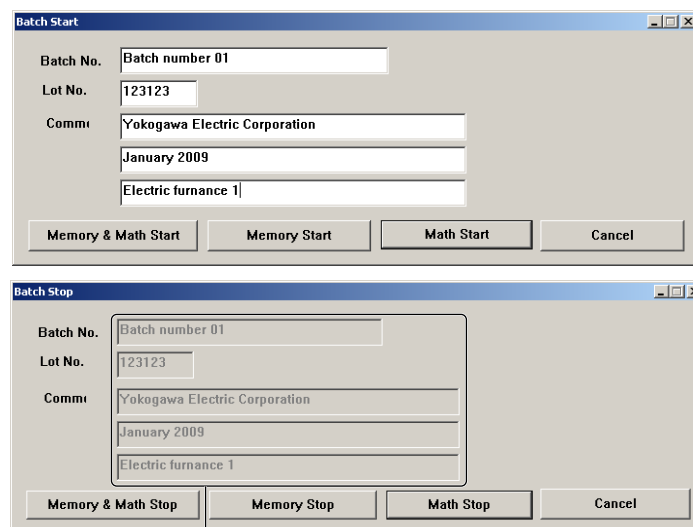 Batch Start
Batch No. Batch number 01
Lot No. 123123
Comme Yokogawa Electric Corporation
January 2009
Electric furnance 1
Memory & Math Start Memory Start Math Start Cancel
Batch Stop
Batch No. Batch number 01
Lot No. 123123
Comme Yokogawa Electric Corporation
January 2009
Electric furnance 1
Memory & Math Stop Memory Stop Math Stop Cancel